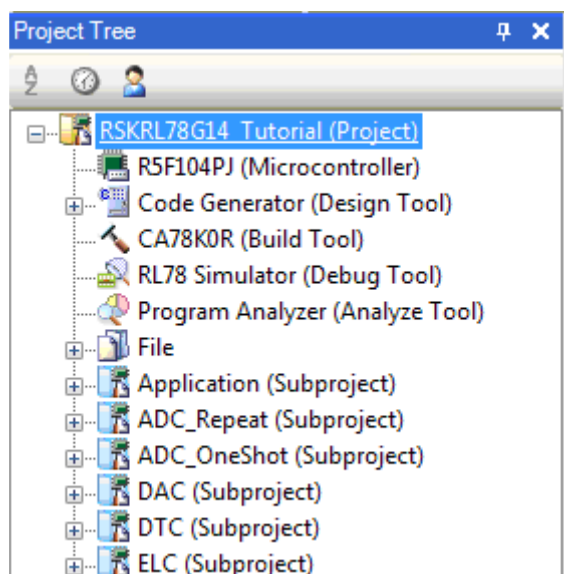 Project Tree
RSKRL78G14_Tutorial (Project)
R5F104PJ (Microcontroller)
Code Generator (Design Tool)
CA78K0R (Build Tool)
RL78 Simulator (Debug Tool)
Program Analyzer (Analyze Tool)
File
Application (Subproject)
ADC_Repeat (Subproject)
ADC_OneShot (Subproject)
DAC (Subproject)
DTC (Subproject)
ELC (Subproject)